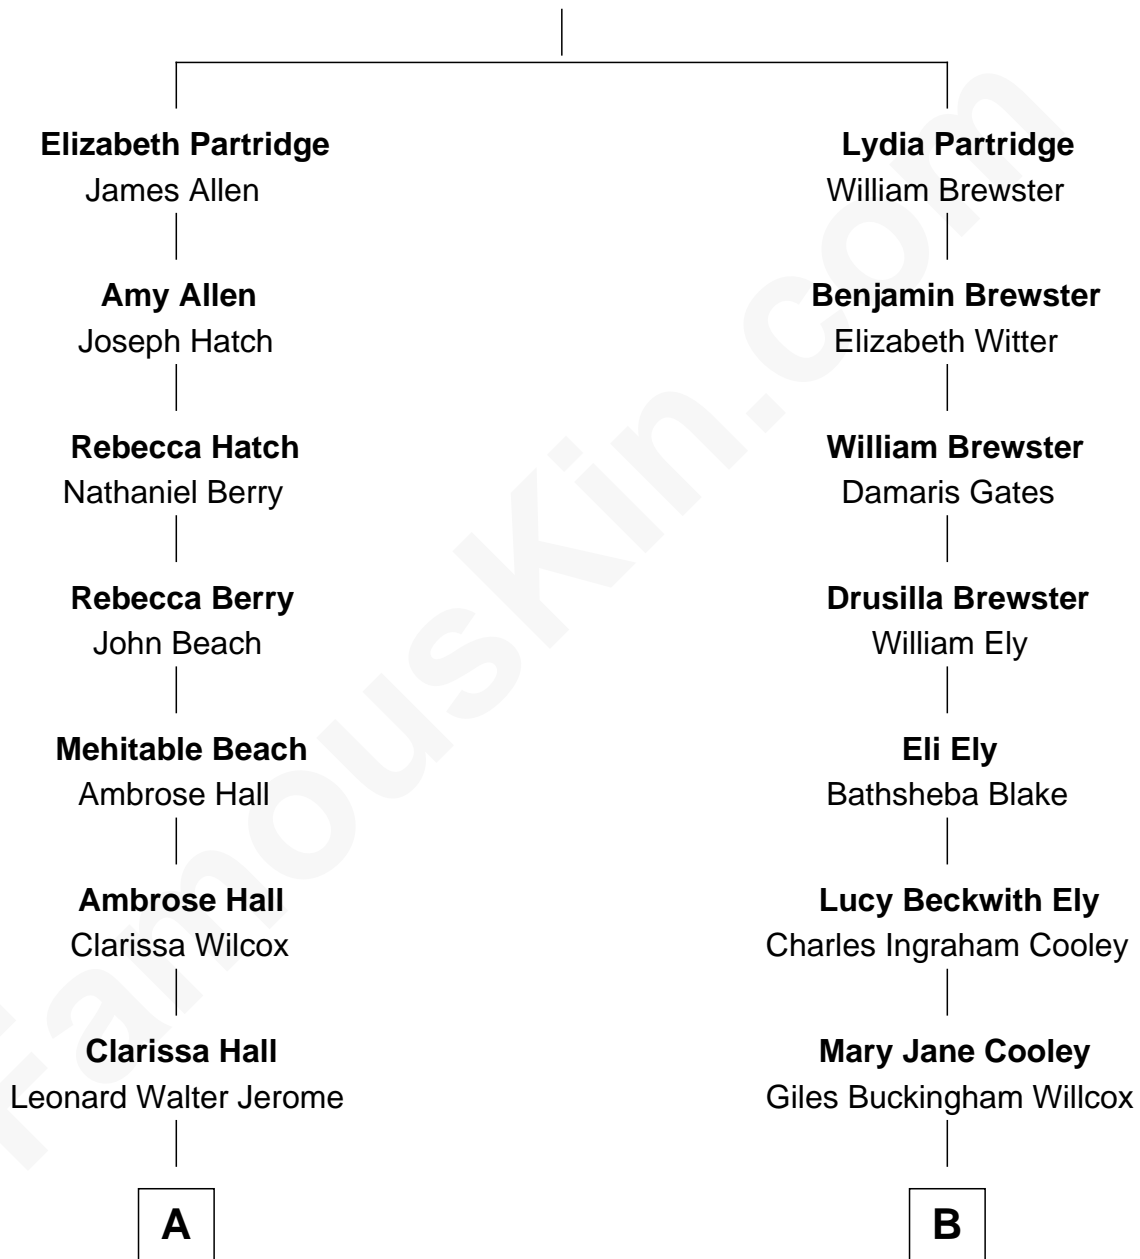 Elizabeth Partridge
James Allen
Lydia Partridge
William Brewster
Amy Allen
Joseph Hatch
Benjamin Brewster
Elizabeth Witter
Rebecca Hatch
Nathaniel Berry
William Brewster
Damaris Gates
Rebecca Berry
John Beach
Drusilla Brewster
William Ely
Mehitable Beach
Ambrose Hall
Eli Ely
Bathsheba Blake
Ambrose Hall
Clarissa Wilcox
Lucy Beckwith Ely
Charles Ingraham Cooley
Clarissa Hall
Leonard Walter Jerome
Mary Jane Cooley
Giles Buckingham Willcox
A
B
FamousKin.com